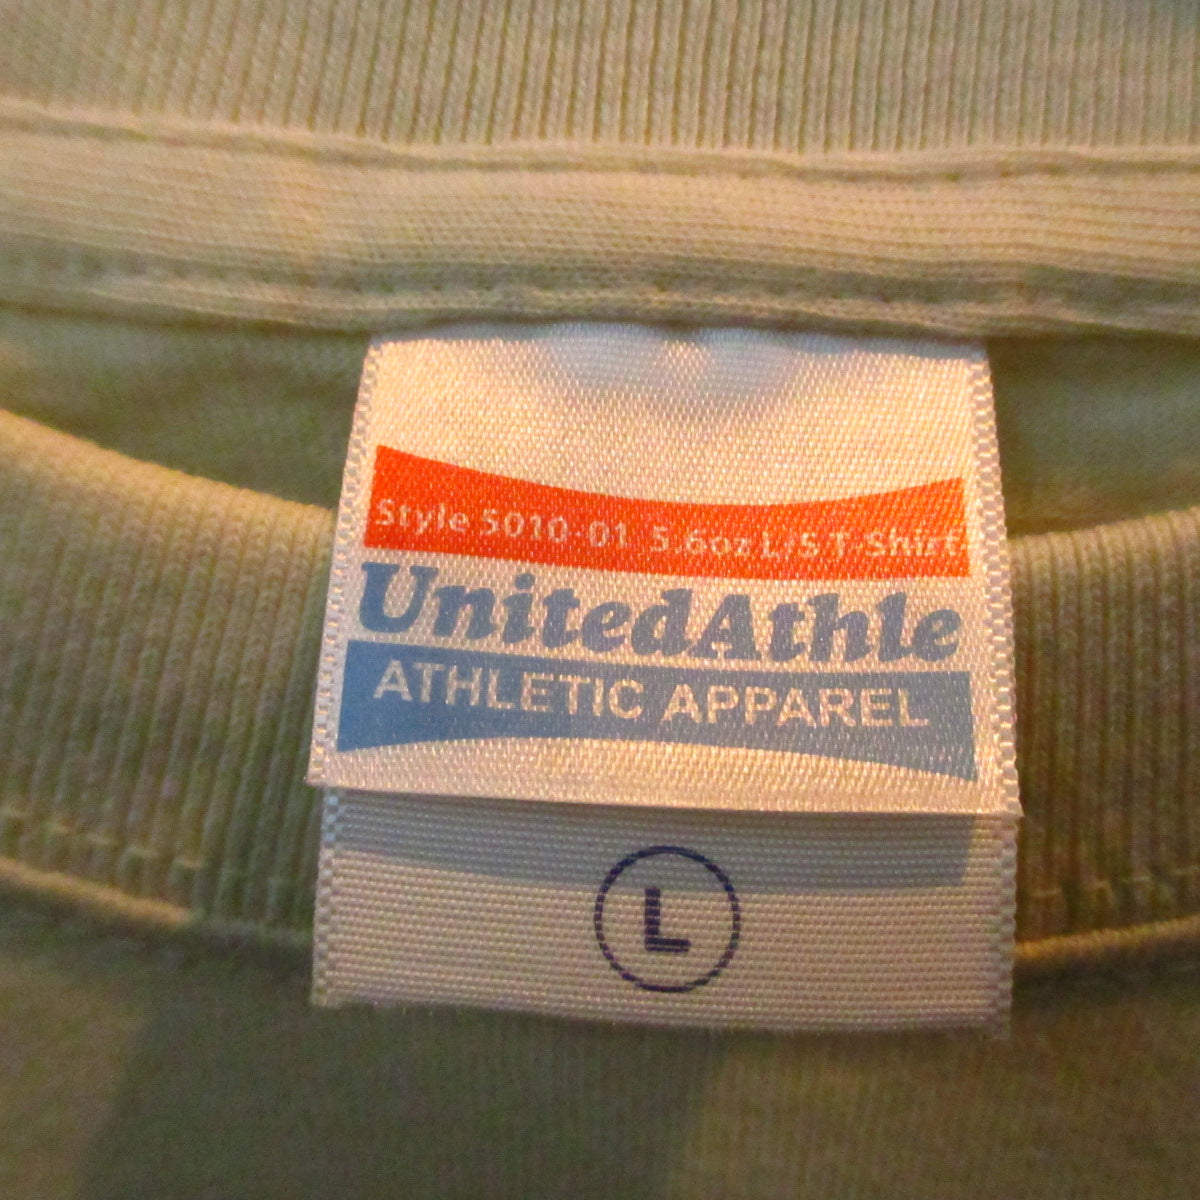 Style 5010-01 5.6oz L/S T-Shirt
UnitedAthle
ATHLETIC APPAREL
L